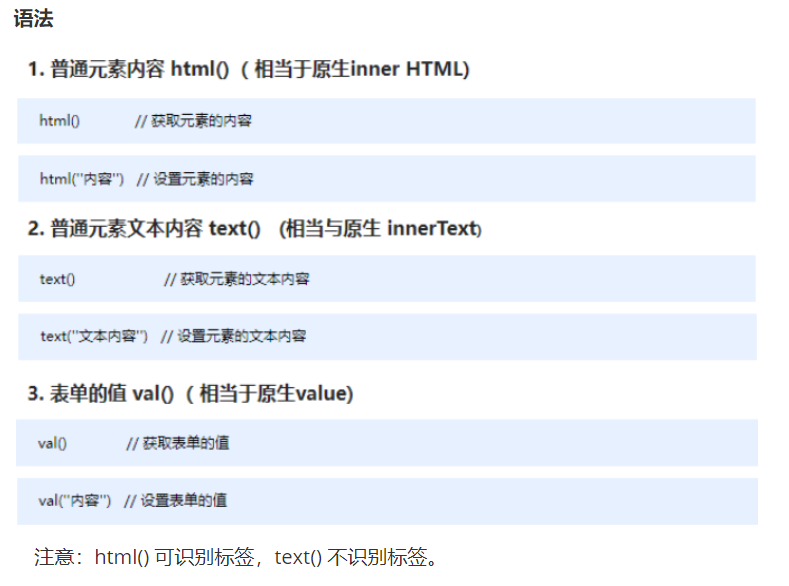 语法
1. 普通元素内容 html()（ 相当于原生inner HTML)
html() // 获取元素的内容
html("内容") // 设置元素的内容
2. 普通元素文本内容 text() (相当与原生 innerText)
text() // 获取元素的文本内容
text("文本内容") // 设置元素的文本内容
3. 表单的值 val()（ 相当于原生value)
val() // 获取表单的值
val("内容") // 设置表单的值
注意：html() 可识别标签，text() 不识别标签。